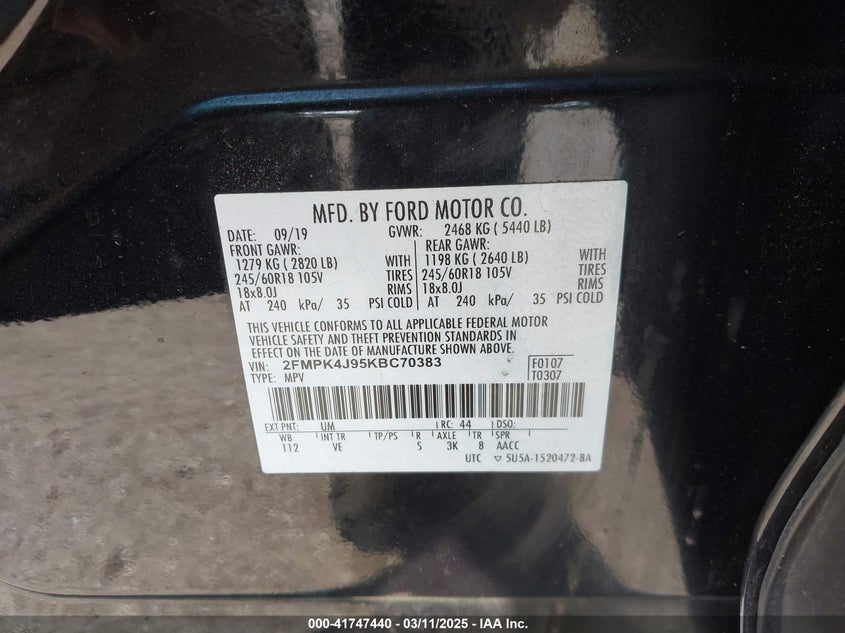 MFD. BY FORD MOTOR CO.
DATE: 09/19 GVWR: 2468 KG ( 5440 LB)
FRONT GAWR: REAR GAWR:
1279 KG ( 2820 LB) WITH 1198 KG ( 2640 LB) WITH
245/60R18 105V TIRES 245/60R18 105V TIRES
18x8.0J RIMS 18x8.0J RIMS
AT 240 kPa/ 35 PSI COLD AT 240 kPa/ 35 PSI COLD
THIS VEHICLE CONFORMS TO ALL APPLICABLE FEDERAL MOTOR
VEHICLE SAFETY AND THEFT PREVENTION STANDARDS IN
EFFECT ON THE DATE OF MANUFACTURE SHOWN ABOVE.
VIN: 2FMPK4J95KBC70383 F0107
TYPE: MPV T0307
EXT PNT: UM RC: 44 DSO:
WB INT TR TP/PS R AXLE TR SPR
112 VE S 3K 8 AACC
UTC ▽ 5U5A-1520472-BA
000-41747440 - 03/11/2025 - IAA Inc.